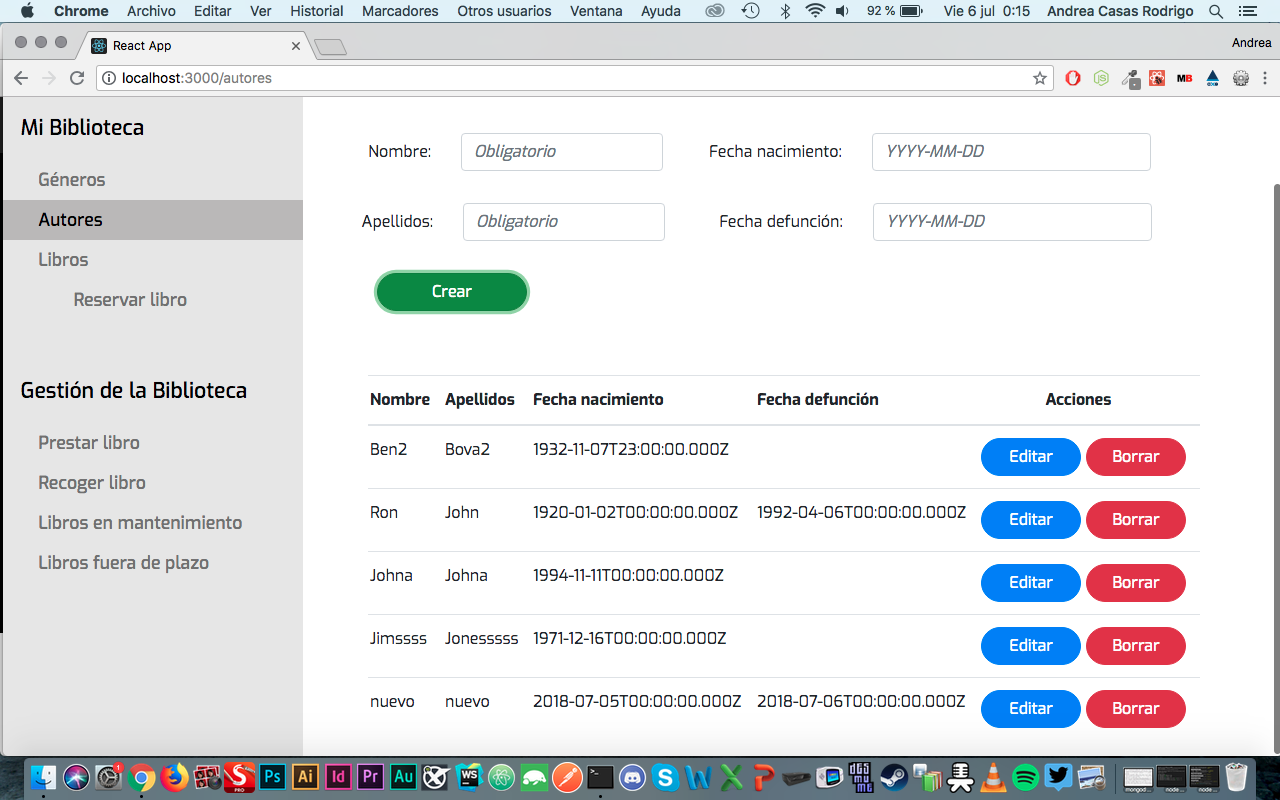 Chrome Archivo Editar Ver Historial Marcadores Otros usuarios Ventana Ayuda 92 % Vie 6 jul 0:15 Andrea Casas Rodrigo
React App Andrea
localhost:3000/autores MB
Mi Biblioteca
Géneros
Autores
Libros
Reservar libro
Gestión de la Biblioteca
Prestar libro
Recoger libro
Libros en mantenimiento
Libros fuera de plazo
Nombre: Obligatorio Fecha nacimiento: YYYY-MM-DD
Apellidos: Obligatorio Fecha defunción: YYYY-MM-DD
Crear
Nombre Apellidos Fecha nacimiento Fecha defunción Acciones
Ben2 Bova2 1932-11-07T23:00:00.000Z Editar Borrar
Ron John 1920-01-02T00:00:00.000Z 1992-04-06T00:00:00.000Z Editar Borrar
Johna Johna 1994-11-11T00:00:00.000Z Editar Borrar
Jimssss Jonesssss 1971-12-16T00:00:00.000Z Editar Borrar
nuevo nuevo 2018-07-05T00:00:00.000Z 2018-07-06T00:00:00.000Z Editar Borrar
1 S PRO Ps Ai Id Pr Au WS S W X P mongod... node ... node ...